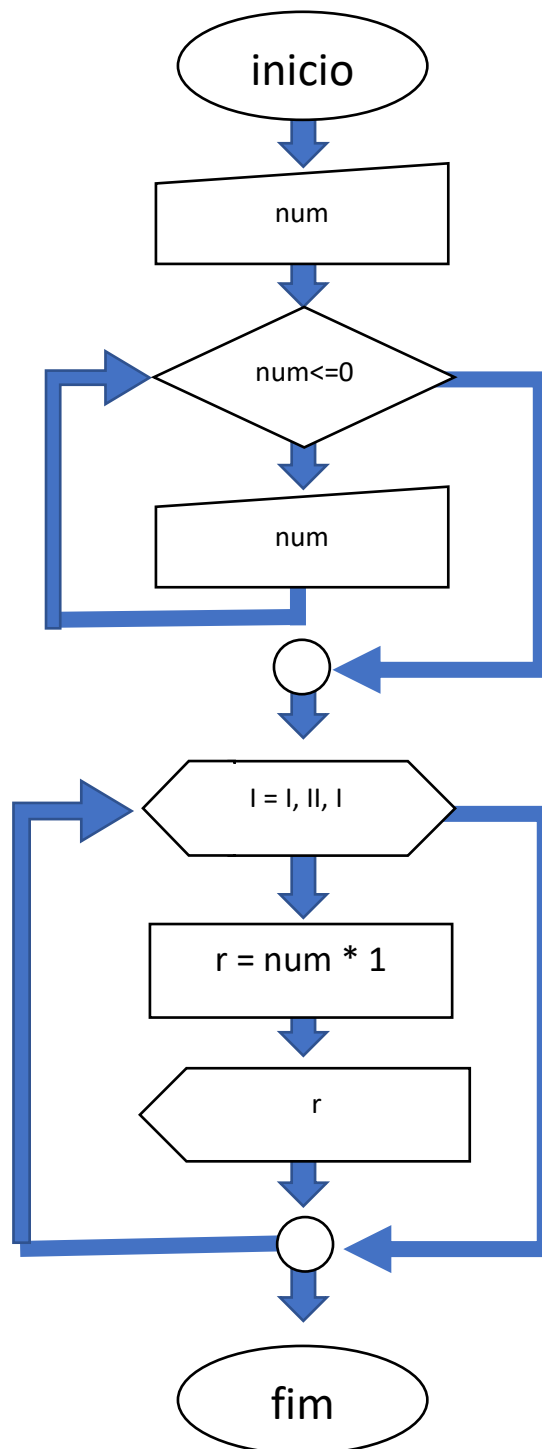 inicio
num
num<=0
num
I = I, II, I
r = num * 1
r
fim